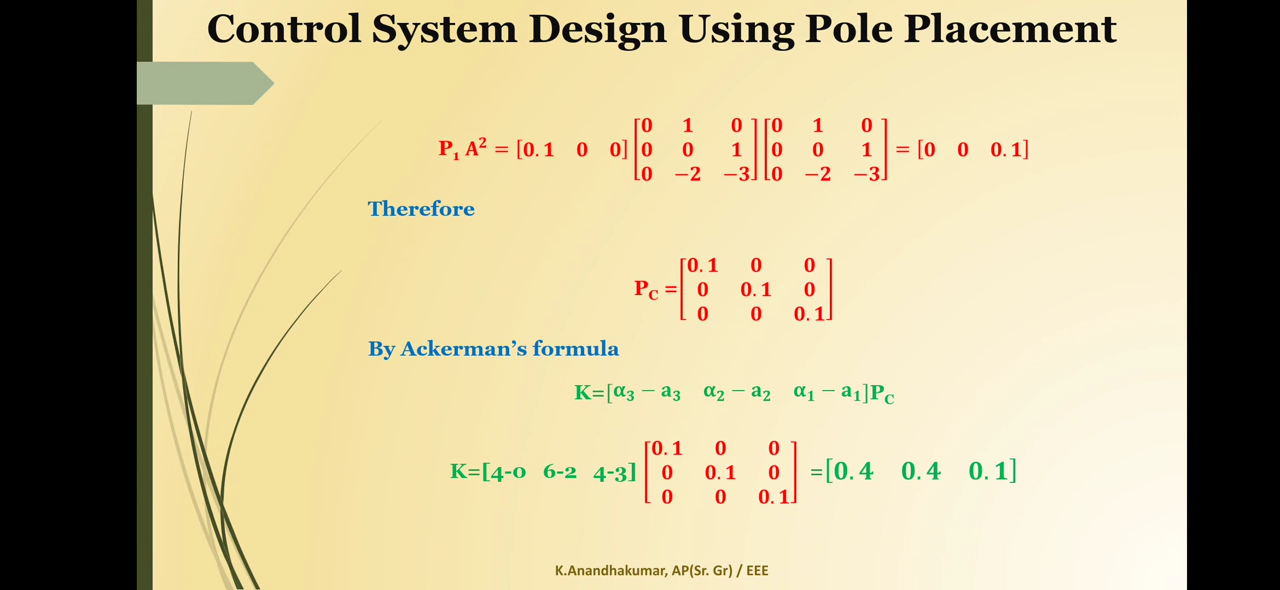 Control System Design Using Pole Placement
P₁ A² = [0.1 0 0] [0 1 0; 0 0 1; 0 −2 −3] [0 1 0; 0 0 1; 0 −2 −3] = [0 0 0.1]
Therefore
P_C = [0.1 0 0; 0 0.1 0; 0 0 0.1]
By Ackerman’s formula
K=[α₃ − a₃ α₂ − a₂ α₁ − a₁]P_C
K=[4-0 6-2 4-3] [0.1 0 0; 0 0.1 0; 0 0 0.1] =[0.4 0.4 0.1]
K.Anandhakumar, AP(Sr. Gr) / EEE